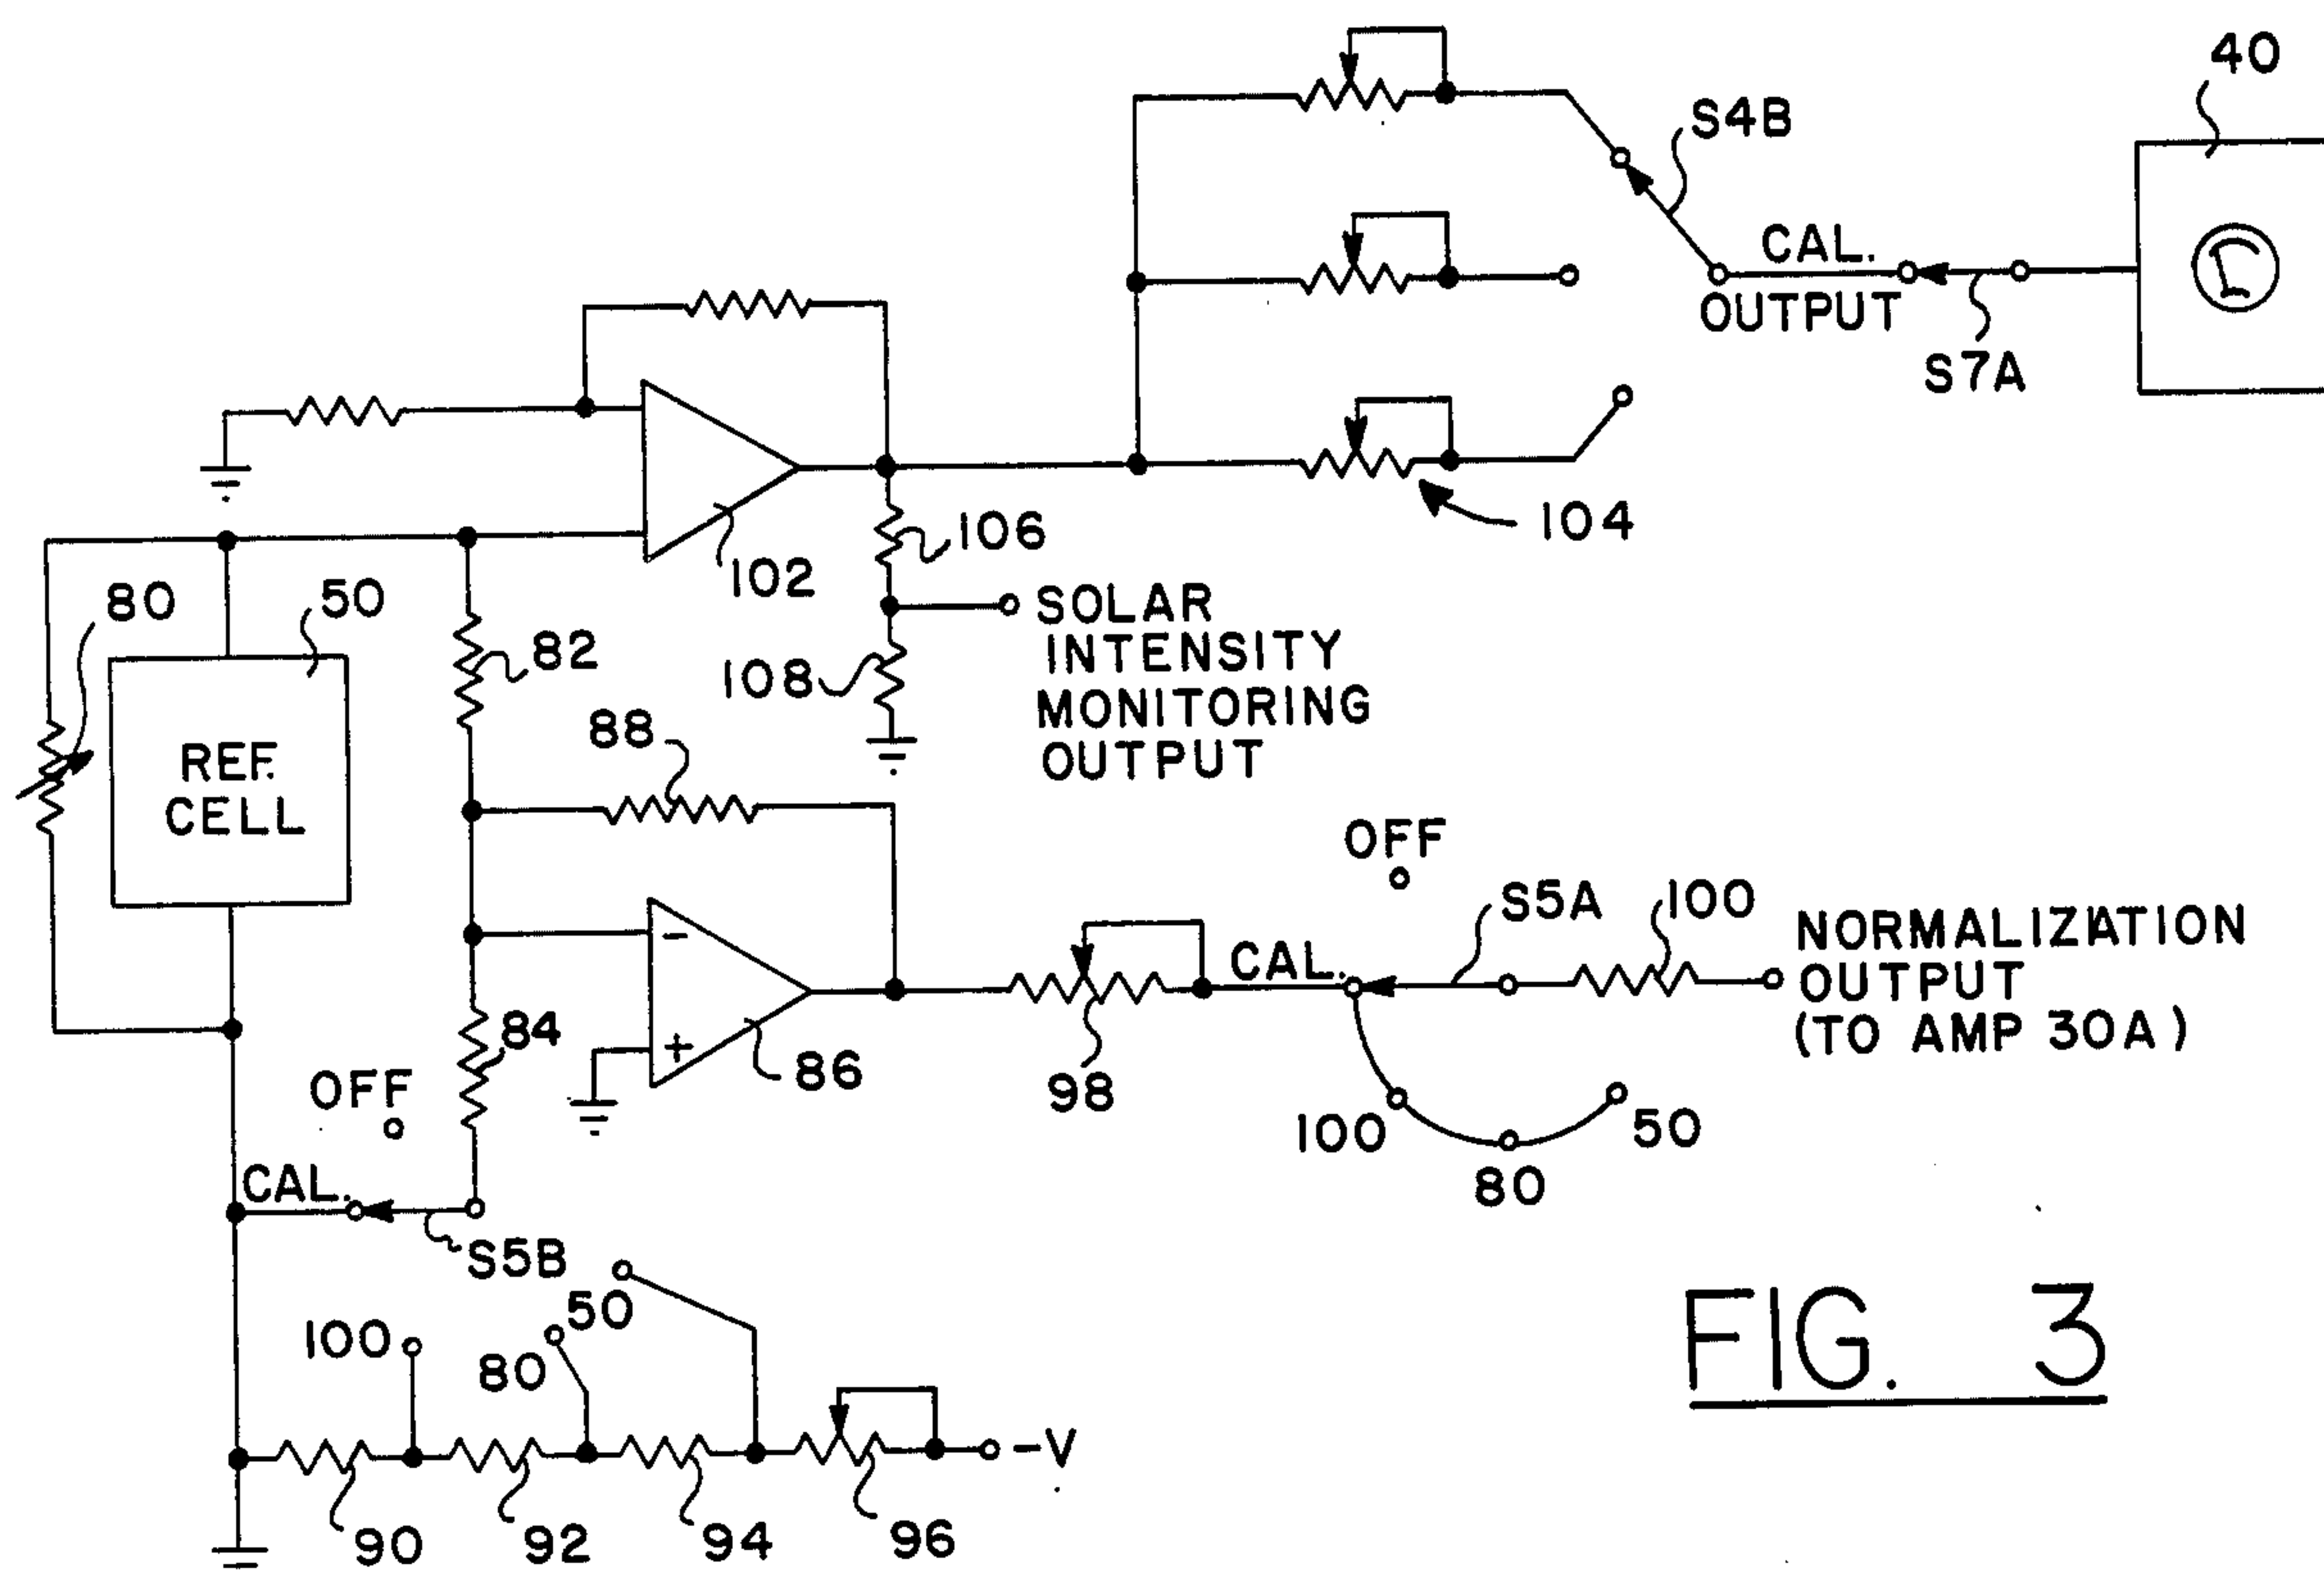 40
S4B
CAL.
OUTPUT
S7A
104
102
106
80
50
SOLAR
INTENSITY
MONITORING
OUTPUT
82
108
88
REF.
CELL
OFF
S5A
100
NORMALIZATION
OUTPUT
(TO AMP 30A)
CAL.
-
+
84
86
98
OFF
100
50
80
CAL.
S5B
50
100
80
-V
90
92
94
96
FIG. 3